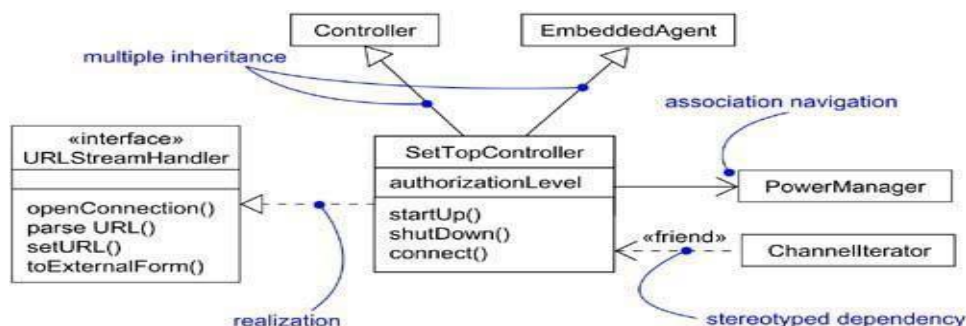 Controller
EmbeddedAgent
multiple inheritance
association navigation
«interface»
URLStreamHandler
openConnection()
parse URL()
setURL()
toExternalForm()
SetTopController
authorizationLevel
startUp()
shutDown()
connect()
PowerManager
«friend»
ChannelIterator
realization
stereotyped dependency